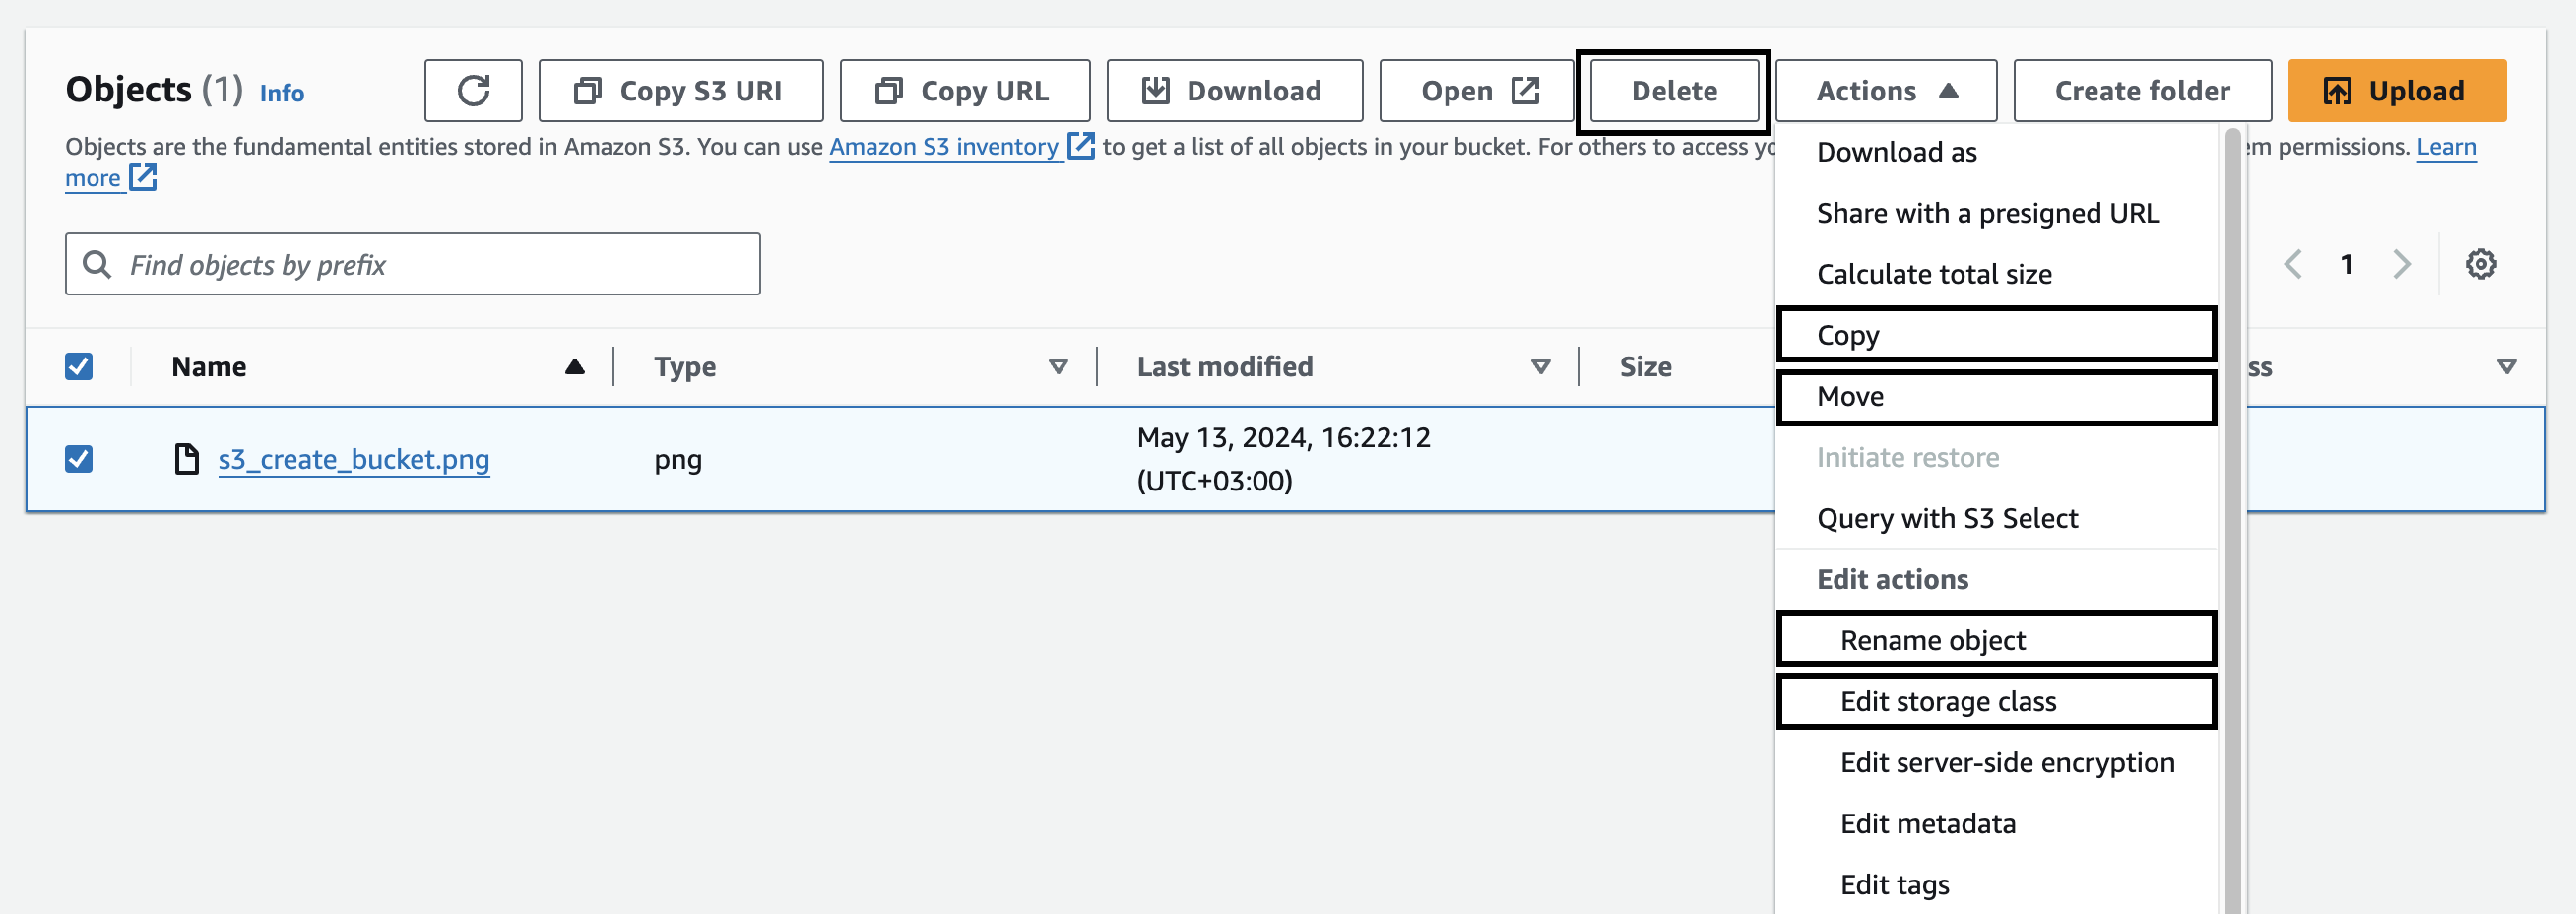 Objects (1) Info
Copy S3 URI
Copy URL
Download
Open
Delete
Actions
Create folder
Upload
Objects are the fundamental entities stored in Amazon S3. You can use Amazon S3 inventory to get a list of all objects in your bucket. For others to access permissions. Learn
more
Find objects by prefix
1
Name
Type
Last modified
Size
s3_create_bucket.png
png
May 13, 2024, 16:22:12
(UTC+03:00)
Download as
Share with a presigned URL
Calculate total size
Copy
Move
Initiate restore
Query with S3 Select
Edit actions
Rename object
Edit storage class
Edit server-side encryption
Edit metadata
Edit tags